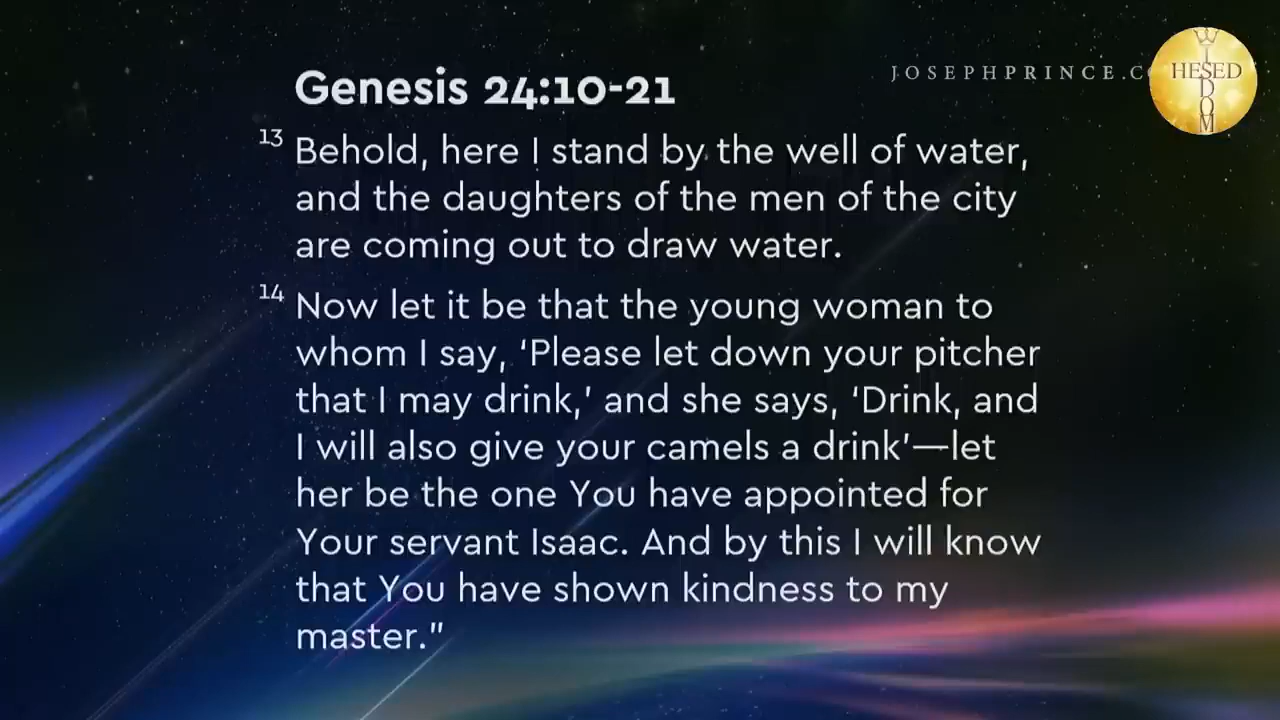 JOSEPHPRINCE.C
HESED
WISDOM
Genesis 24:10-21
13 Behold, here I stand by the well of water,
and the daughters of the men of the city
are coming out to draw water.
14 Now let it be that the young woman to
whom I say, ‘Please let down your pitcher
that I may drink,’ and she says, ‘Drink, and
I will also give your camels a drink’—let
her be the one You have appointed for
Your servant Isaac. And by this I will know
that You have shown kindness to my
master.”